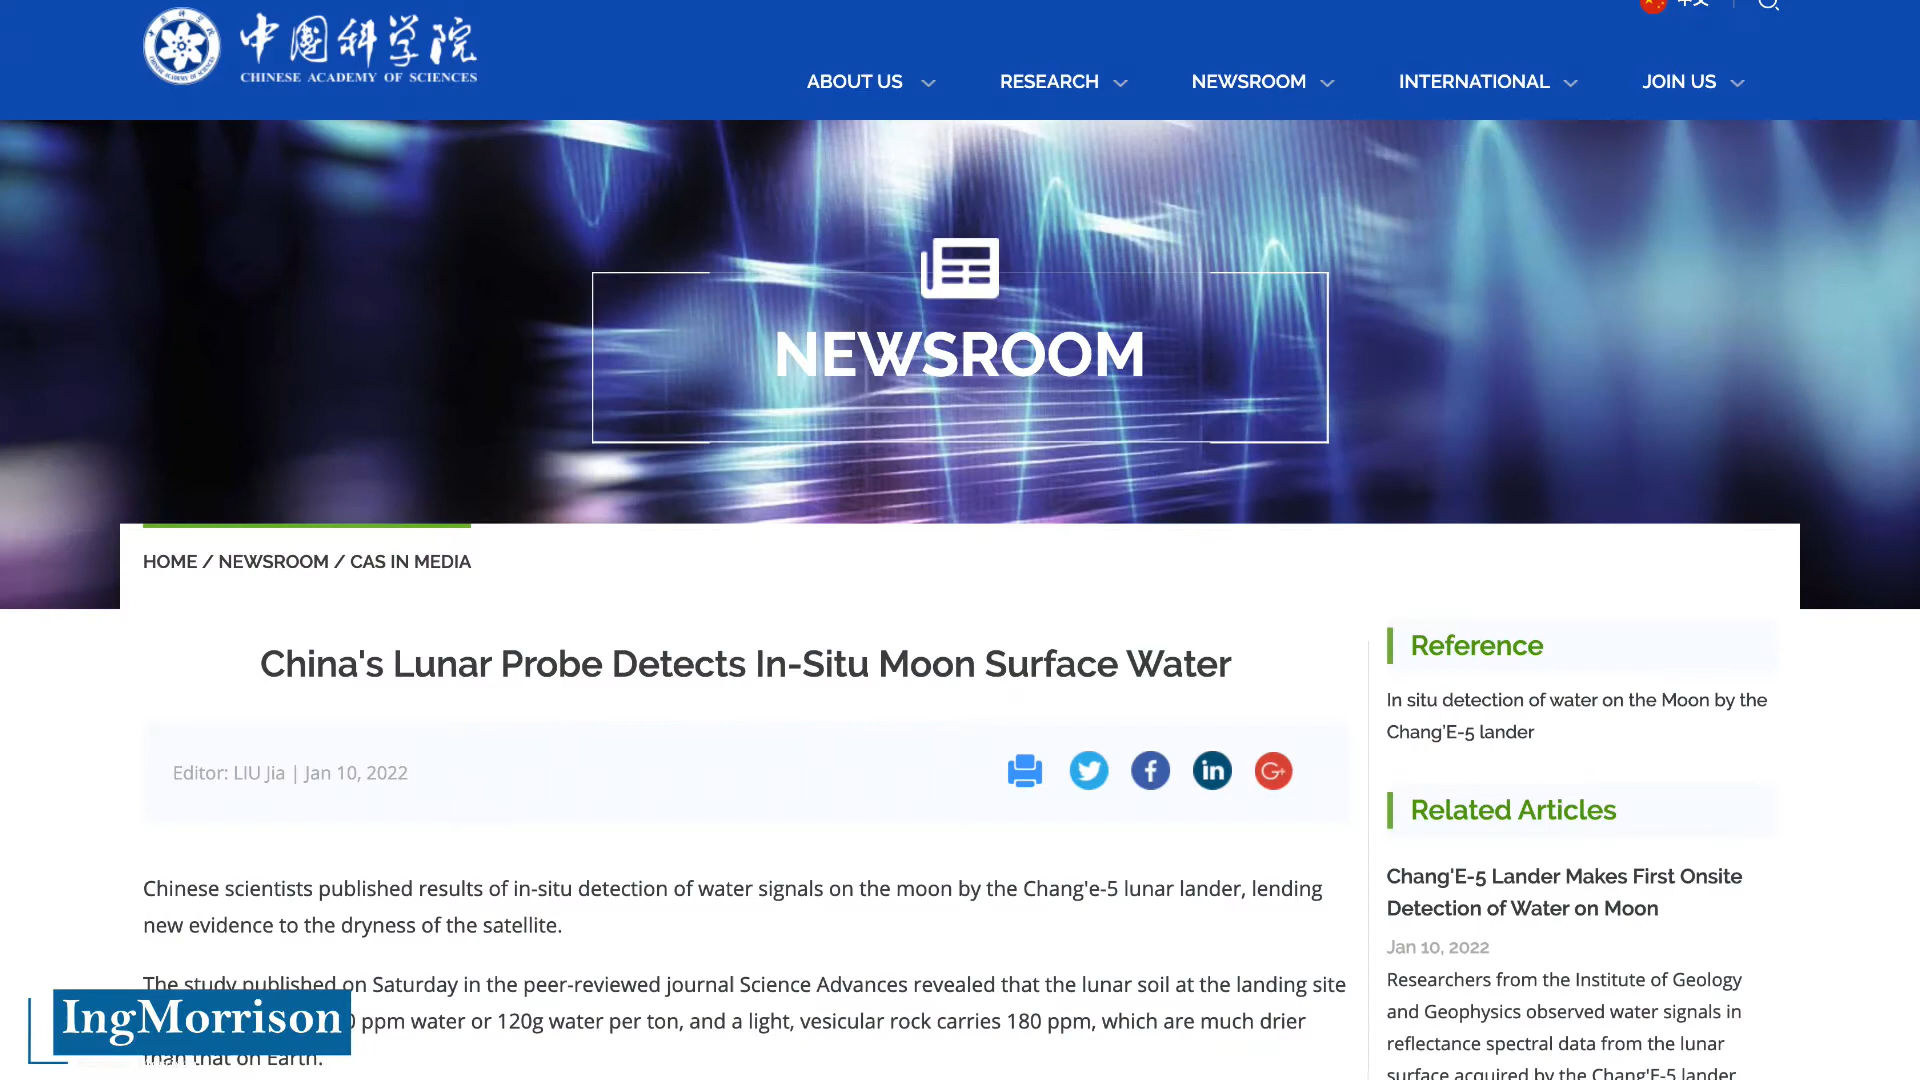 中国科学院
CHINESE ACADEMY OF SCIENCES
中文
ABOUT US
RESEARCH
NEWSROOM
INTERNATIONAL
JOIN US
NEWSROOM
HOME / NEWSROOM / CAS IN MEDIA
China's Lunar Probe Detects In-Situ Moon Surface Water
Editor: LIU Jia | Jan 10, 2022
Chinese scientists published results of in-situ detection of water signals on the moon by the Chang'e-5 lunar lander, lending
new evidence to the dryness of the satellite.
The study published on Saturday in the peer-reviewed journal Science Advances revealed that the lunar soil at the landing site
ppm water or 120g water per ton, and a light, vesicular rock carries 180 ppm, which are much drier
than that on Earth.
IngMorrison
Reference
In situ detection of water on the Moon by the
Chang'E-5 lander
Related Articles
Chang'E-5 Lander Makes First Onsite
Detection of Water on Moon
Jan 10, 2022
Researchers from the Institute of Geology
and Geophysics observed water signals in
reflectance spectral data from the lunar
surface acquired by the Chang'E-5 lander,